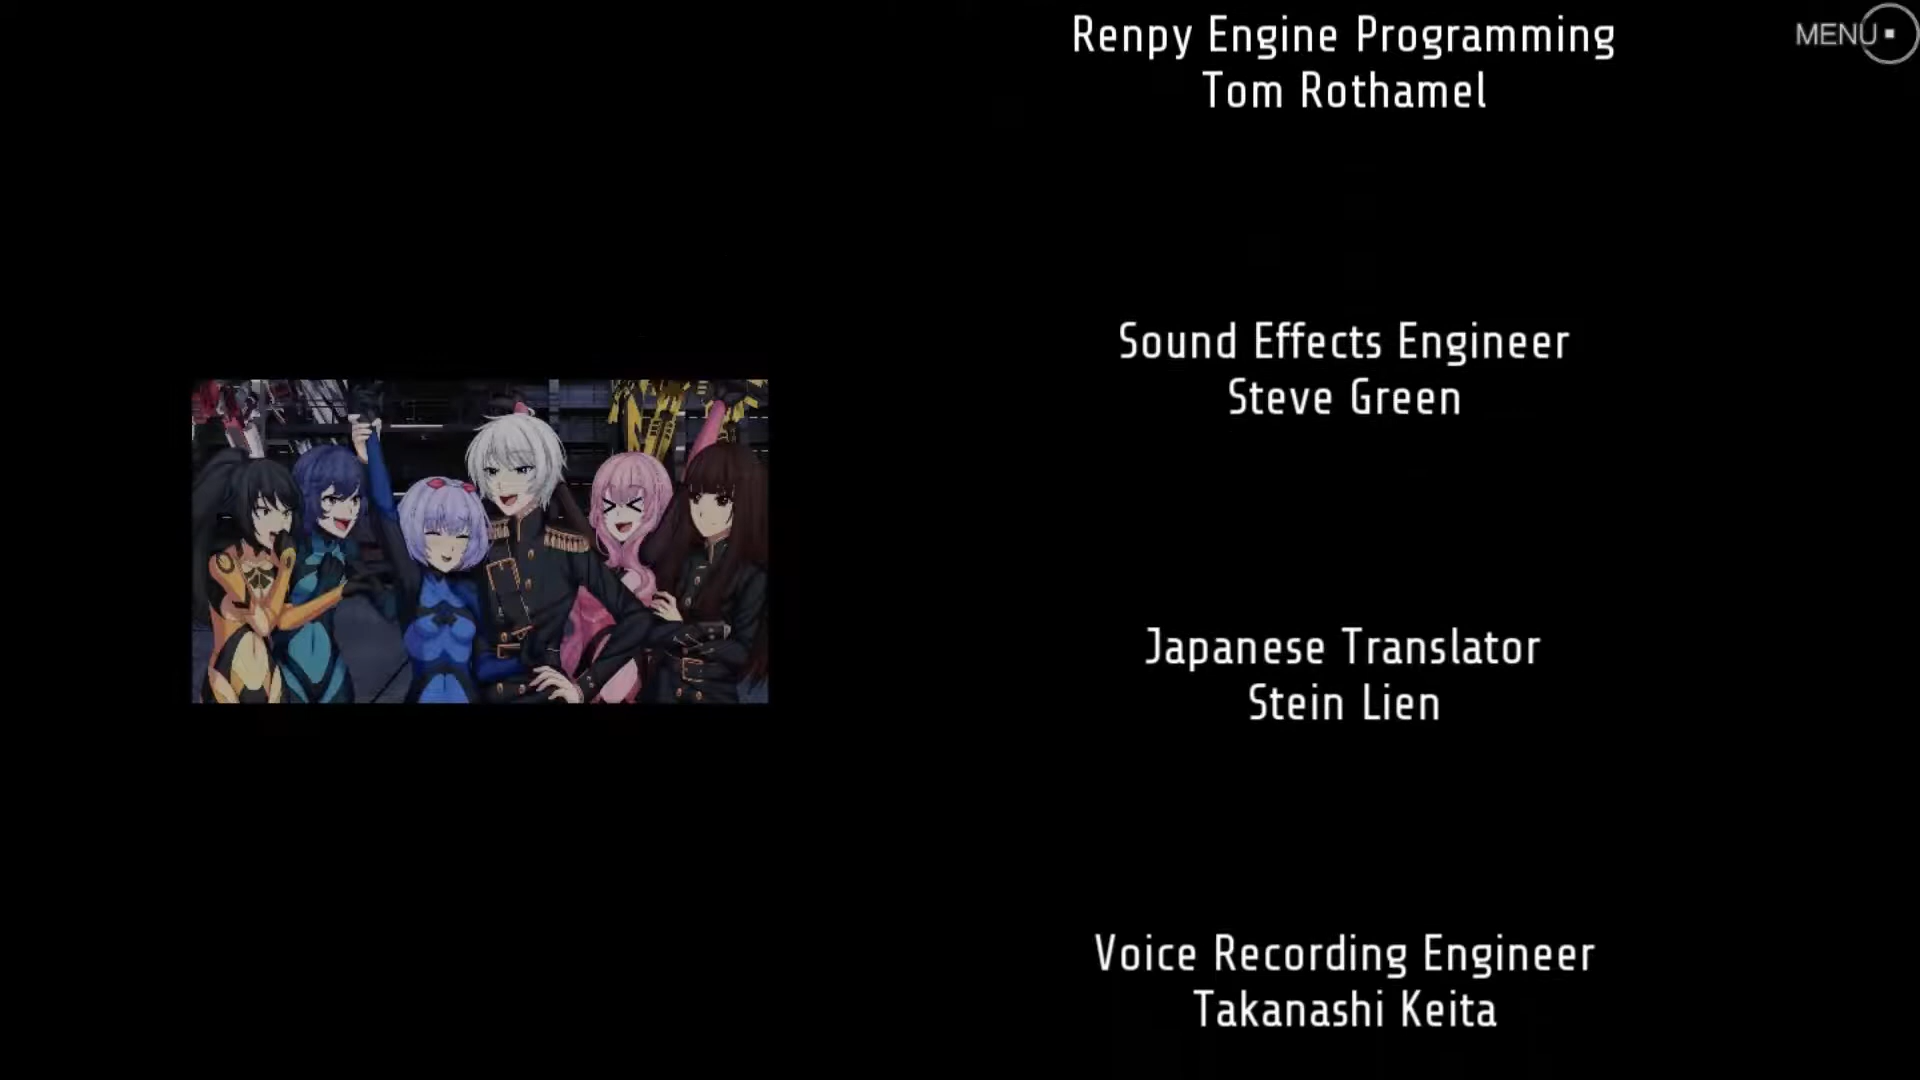 Renpy Engine Programming
Tom Rothamel
MENU
Sound Effects Engineer
Steve Green
Japanese Translator
Stein Lien
Voice Recording Engineer
Takanashi Keita